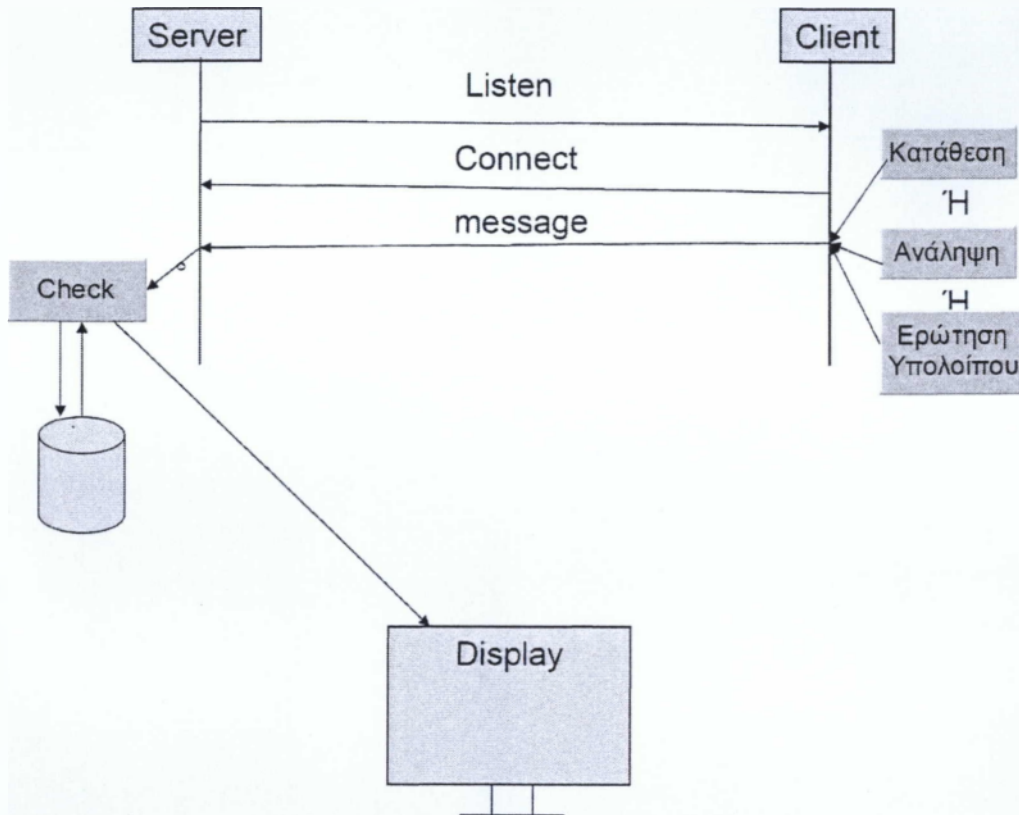 Server
Client
Listen
Connect
message
Κατάθεση
Ή
Ανάληψη
Ή
Ερώτηση
Υπολοίπου
Check
Display